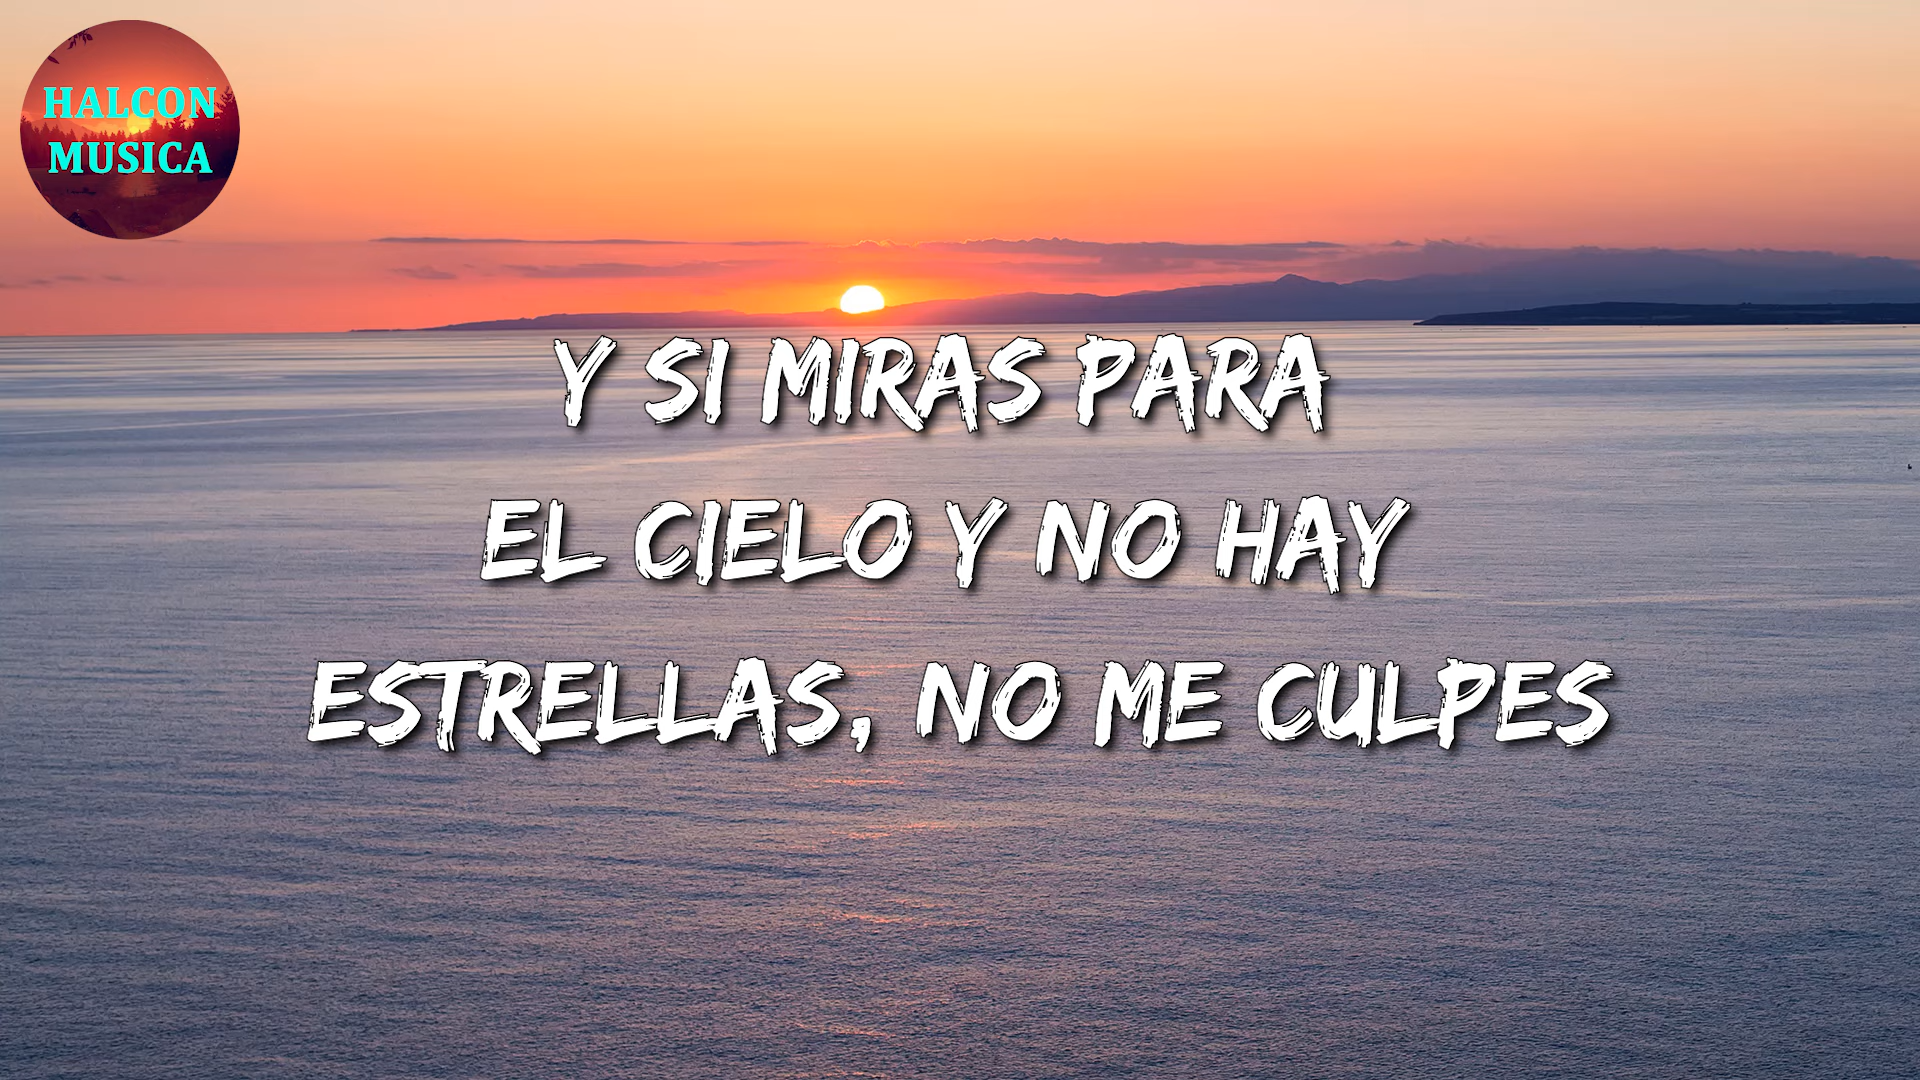 HALCON
MUSICA
Y SI MIRAS PARA
EL CIELO Y NO HAY
ESTRELLAS, NO ME CULPES